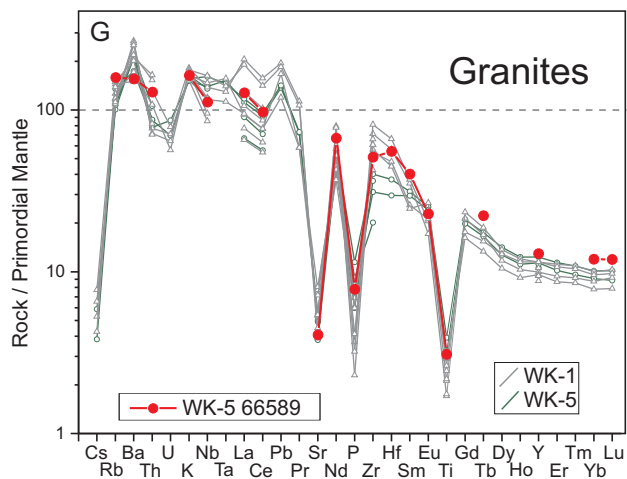 G
Granites
Rock / Primordial Mantle
100
10
1
WK-5 66589
WK-1
WK-5
Cs Ba U Nb La Pb Sr P Hf Eu Gd Dy Y Tm Lu
Rb Th K Ta Ce Pr Nd Zr Sm Ti Tb Ho Er Yb